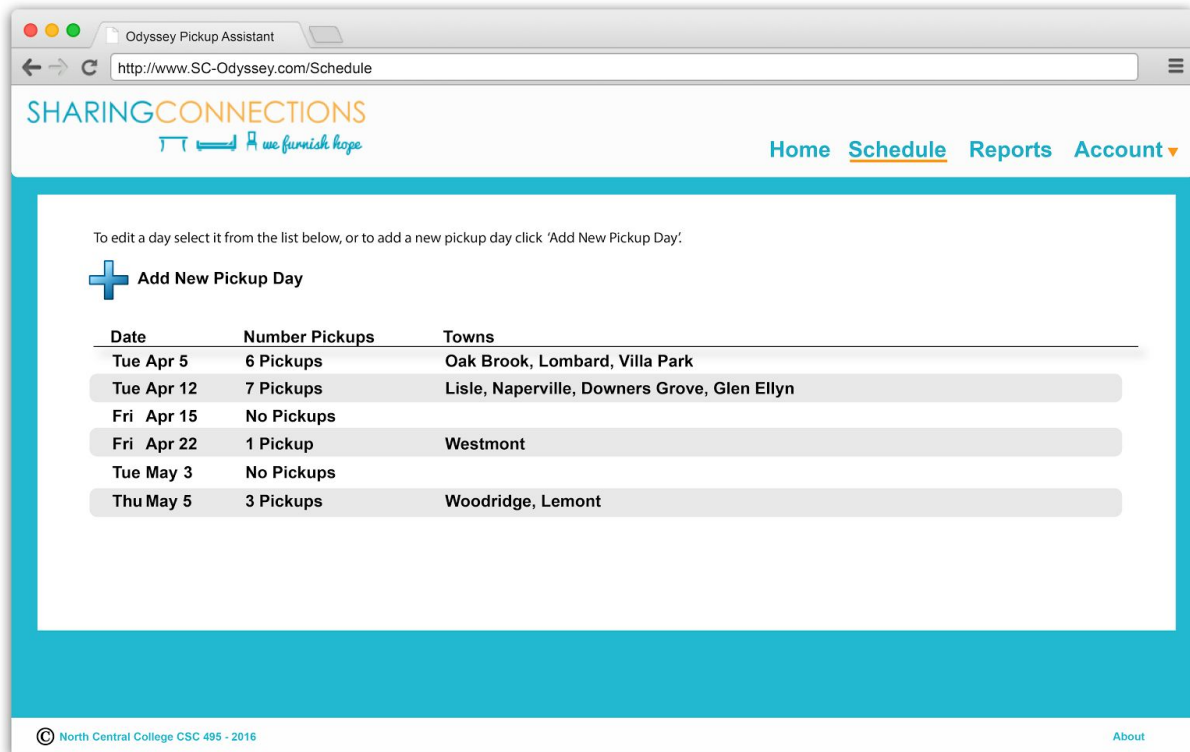 Odyssey Pickup Assistant
http://www.SC-Odyssey.com/Schedule
SHARINGCONNECTIONS
we furnish hope
Home Schedule Reports Account
To edit a day select it from the list below, or to add a new pickup day click ‘Add New Pickup Day’.
Add New Pickup Day
Date Number Pickups Towns
Tue Apr 5 6 Pickups Oak Brook, Lombard, Villa Park
Tue Apr 12 7 Pickups Lisle, Naperville, Downers Grove, Glen Ellyn
Fri Apr 15 No Pickups
Fri Apr 22 1 Pickup Westmont
Tue May 3 No Pickups
Thu May 5 3 Pickups Woodridge, Lemont
© North Central College CSC 495 - 2016 About